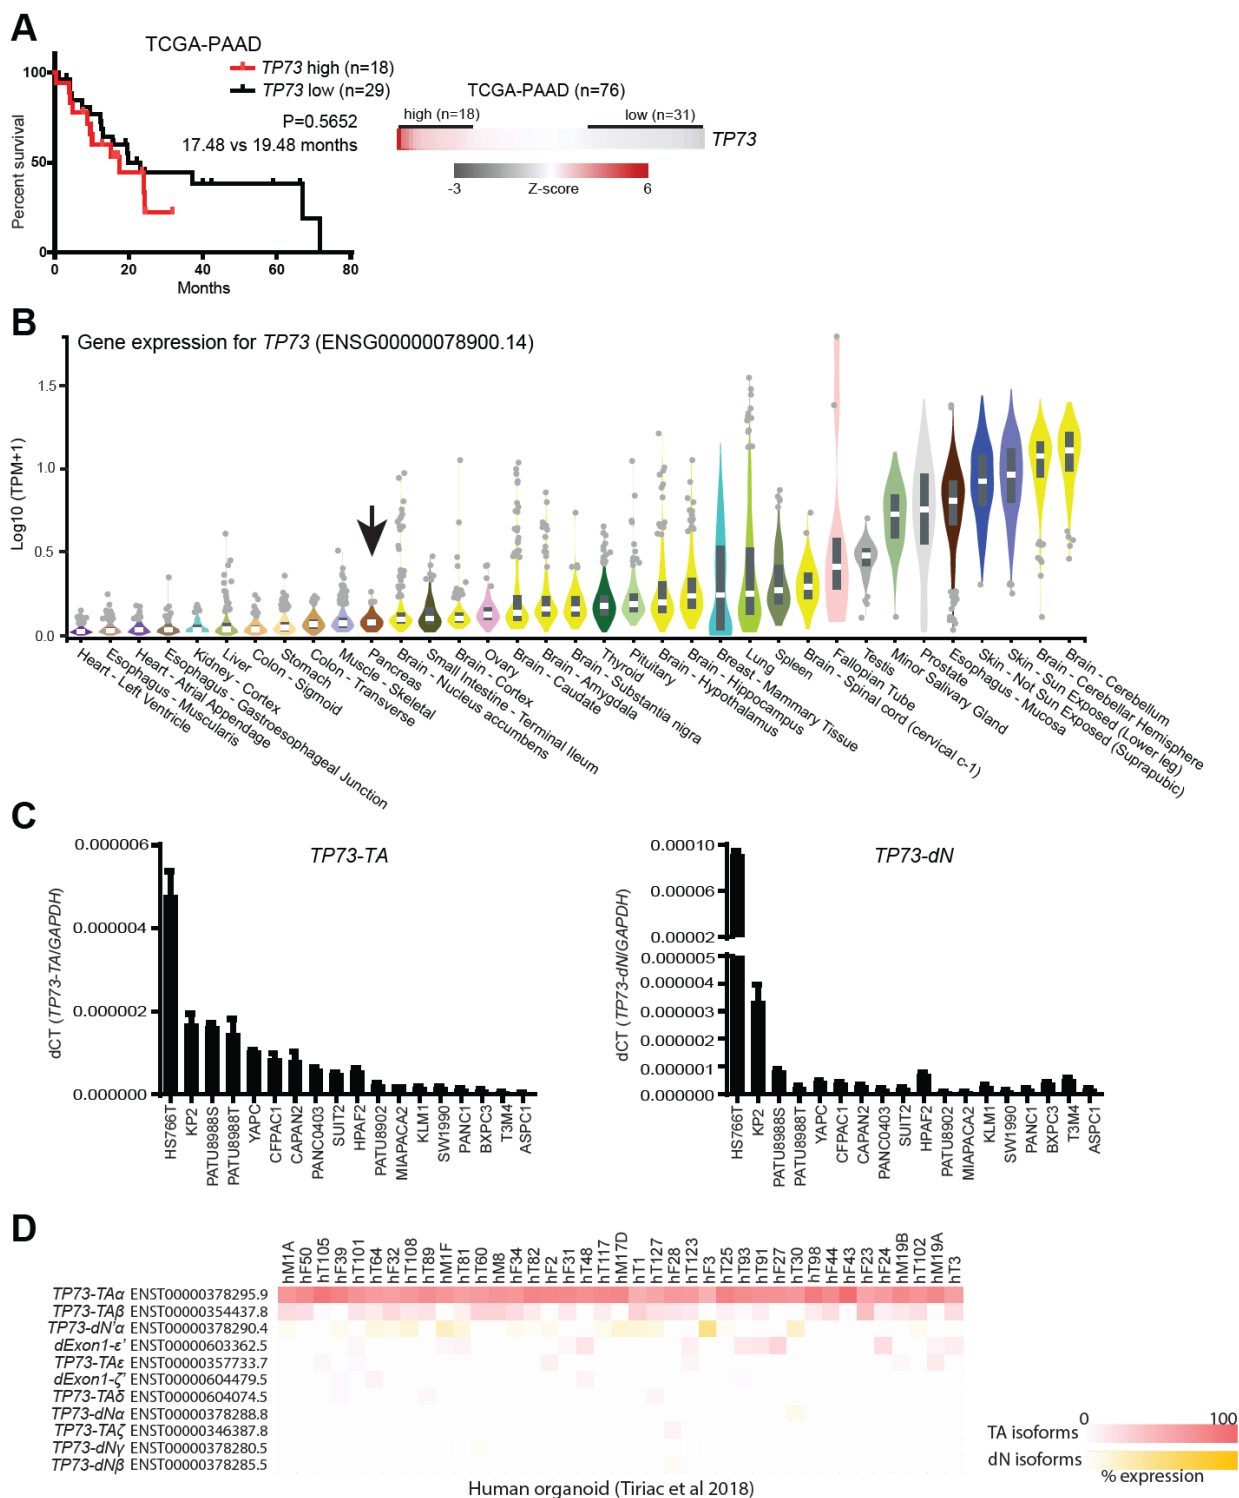 A
TCGA-PAAD
TP73 high (n=18)
TP73 low (n=29)
P=0.5652
17.48 vs 19.48 months
Percent survival
100
50
0
0 20 40 60 80
Months
TCGA-PAAD (n=76)
high (n=18) low (n=31)
TP73
-3 Z-score 6
B
Gene expression for TP73 (ENSG00000078900.14)
Log10 (TPM+1)
1.5
1.0
0.5
0.0
Heart - Left Ventricle
Esophagus - Muscularis
Heart - Atrial Appendage
Esophagus - Gastroesophageal Junction
Kidney - Cortex
Liver
Colon - Sigmoid
Stomach
Colon - Transverse
Muscle - Skeletal
Pancreas
Brain - Nucleus accumbens
Small Intestine - Terminal Ileum
Brain - Cortex
Ovary
Brain - Caudate
Brain - Amygdala
Brain - Substantia nigra
Thyroid
Pituitary
Brain - Hypothalamus
Brain - Hippocampus
Breast - Mammary Tissue
Lung
Spleen
Brain - Spinal cord (cervical c-1)
Fallopian Tube
Testis
Minor Salivary Gland
Prostate
Esophagus - Mucosa
Skin - Not Sun Exposed (Suprapubic)
Skin - Sun Exposed (Lower leg)
Brain - Cerebellar Hemisphere
Brain - Cerebellum
C
TP73-TA
dCT (TP73-TA/GAPDH)
0.000006
0.000004
0.000002
0.000000
HS766T
KP2
PATU8988S
PATU8988T
YAPC
CFPAC1
CAPAN2
PANC0403
SUIT2
HPAF2
PATU8902
MIAPACA2
KLM1
SW1990
PANC1
BXPC3
T3M4
ASPC1
TP73-dN
dCT (TP73-dN/GAPDH)
0.00010
0.00006
0.00002
0.000005
0.000004
0.000003
0.000002
0.000001
0.000000
HS766T
KP2
PATU8988S
PATU8988T
YAPC
CFPAC1
CAPAN2
PANC0403
SUIT2
HPAF2
PATU8902
MIAPACA2
KLM1
SW1990
PANC1
BXPC3
T3M4
ASPC1
D
hM1A
hF50
hT105
hF39
hT101
hT64
hF32
hT108
hT89
hM1F
hT81
hT60
hM8
hF34
hT82
hF2
hF31
hT48
hT117
hM17D
hT1
hT127
hF28
hT123
hF3
hT25
hT93
hT91
hF27
hT30
hT98
hF44
hF43
hF23
hF24
hM19B
hT102
hM19A
hT3
TP73-TAα ENST00000378295.9
TP73-TAβ ENST00000354437.8
TP73-dN'α ENST00000378290.4
dExon1-ε' ENST00000603362.5
TP73-TAε ENST00000357733.7
dExon1-ζ' ENST00000604479.5
TP73-TAδ ENST00000604074.5
TP73-dNα ENST00000378288.8
TP73-TAζ ENST00000346387.8
TP73-dNγ ENST00000378280.5
TP73-dNβ ENST00000378285.5
Human organoid (Tiriac et al 2018)
0 100
TA isoforms
dN isoforms
% expression